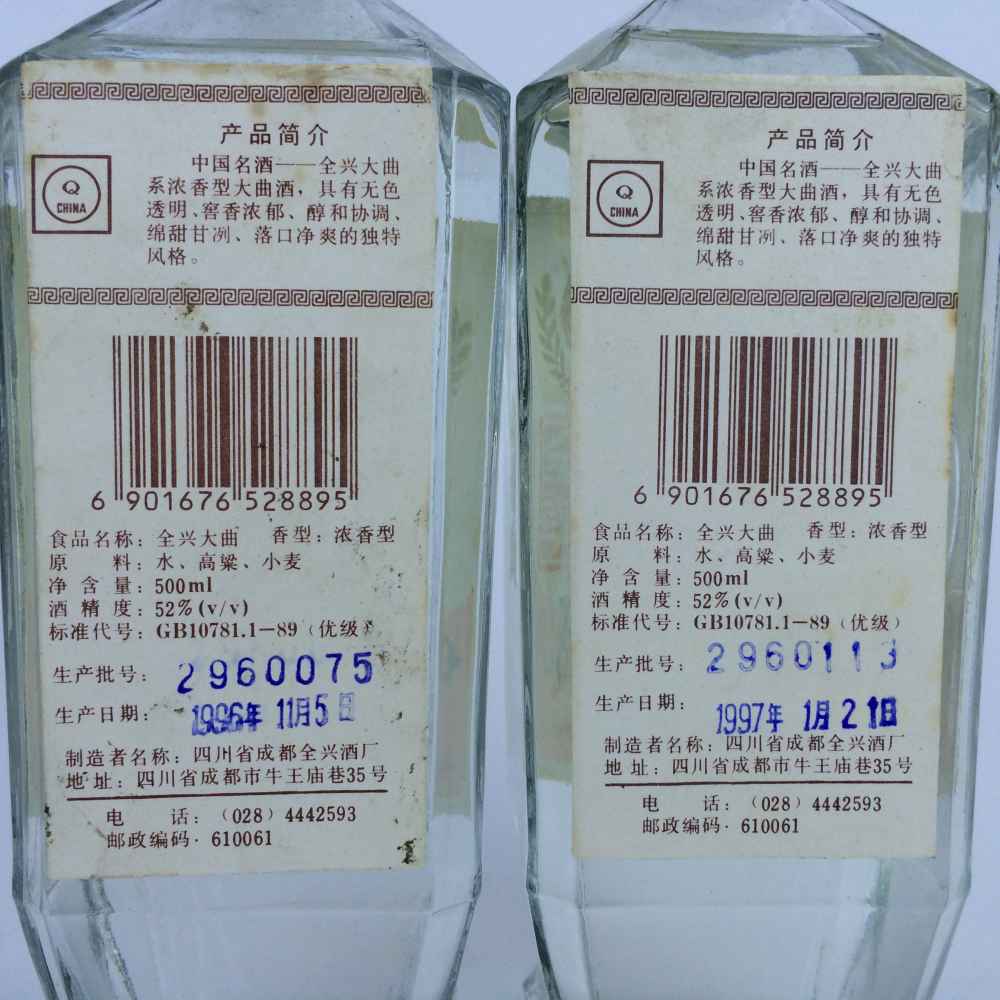 产品简介
Q
CHINA
中国名酒——全兴大曲
系浓香型大曲酒，具有无色
透明、窖香浓郁、醇和协调、
绵甜甘冽、落口净爽的独特
风格。
6 901676 528895
食品名称：全兴大曲 香型：浓香型
原 料：水、高粱、小麦
净 含 量：500ml
酒 精 度：52%(v/v)
标准代号：GB10781.1—89（优级）
生产批号：2960075
生产日期：1996年 11月5日
制造者名称：四川省成都全兴酒厂
地 址：四川省成都市牛王庙巷35号
电 话：（028）4442593
邮政编码·610061
产品简介
Q
CHINA
中国名酒——全兴大曲
系浓香型大曲酒，具有无色
透明、窖香浓郁、醇和协调、
绵甜甘冽、落口净爽的独特
风格。
6 901676 528895
食品名称：全兴大曲 香型：浓香型
原 料：水、高粱、小麦
净 含 量：500ml
酒 精 度：52%(v/v)
标准代号：GB10781.1—89（优级）
生产批号：2960113
生产日期：1997年 1月21日
制造者名称：四川省成都全兴酒厂
地 址：四川省成都市牛王庙巷35号
电 话：（028）4442593
邮政编码·610061